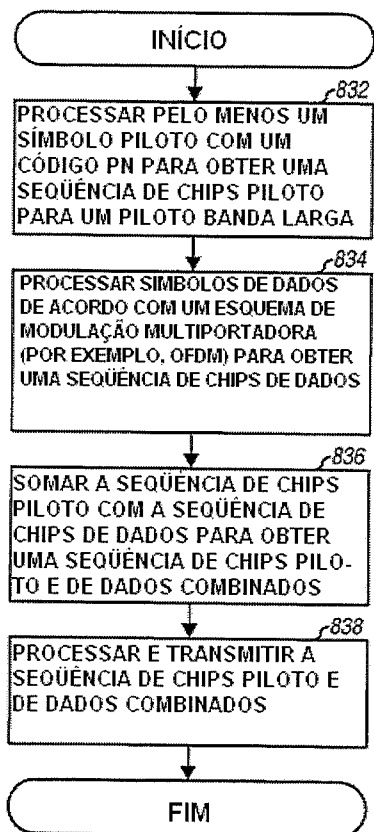 INÍCIO
832
PROCESSAR PELO MENOS UM
SÍMBOLO PILOTO COM UM
CÓDIGO PN PARA OBTER UMA
SEQÜÊNCIA DE CHIPS PILOTO
PARA UM PILOTO BANDA LARGA
834
PROCESSAR SIMBOLOS DE DADOS
DE ACORDO COM UM ESQUEMA DE
MODULAÇÃO MULTIPORTADORA
(POR EXEMPLO, OFDM) PARA OBTER
UMA SEQÜÊNCIA DE CHIPS DE DADOS
836
SOMAR A SEQÜÊNCIA DE CHIPS
PILOTO COM A SEQÜÊNCIA DE
CHIPS DE DADOS PARA OBTER
UMA SEQÜÊNCIA DE CHIPS PILO-
TO E DE DADOS COMBINADOS
838
PROCESSAR E TRANSMITIR A
SEQÜÊNCIA DE CHIPS PILOTO E
DE DADOS COMBINADOS
FIM